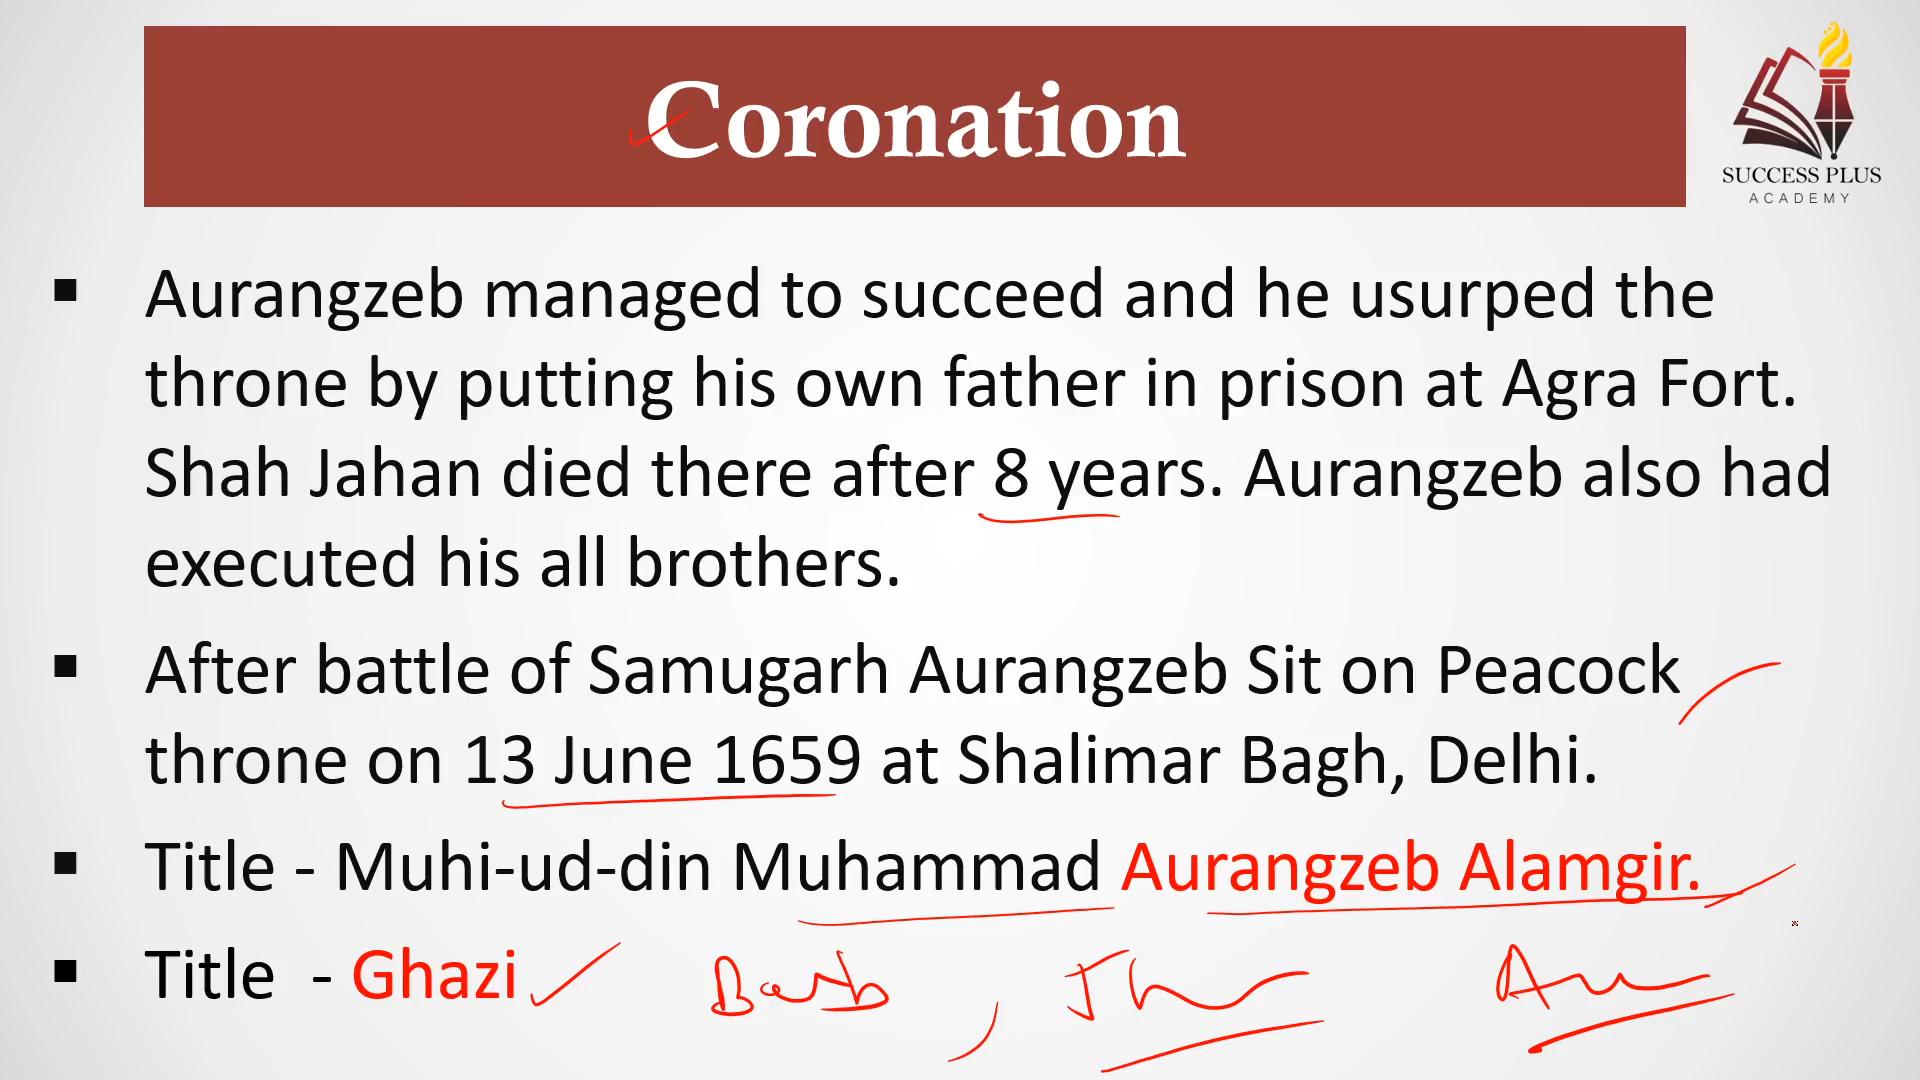 Coronation
SUCCESS PLUS
ACADEMY
▪ Aurangzeb managed to succeed and he usurped the
throne by putting his own father in prison at Agra Fort.
Shah Jahan died there after 8 years. Aurangzeb also had
executed his all brothers.
▪ After battle of Samugarh Aurangzeb Sit on Peacock
throne on 13 June 1659 at Shalimar Bagh, Delhi.
▪ Title - Muhi-ud-din Muhammad Aurangzeb Alamgir.
▪ Title - Ghazi